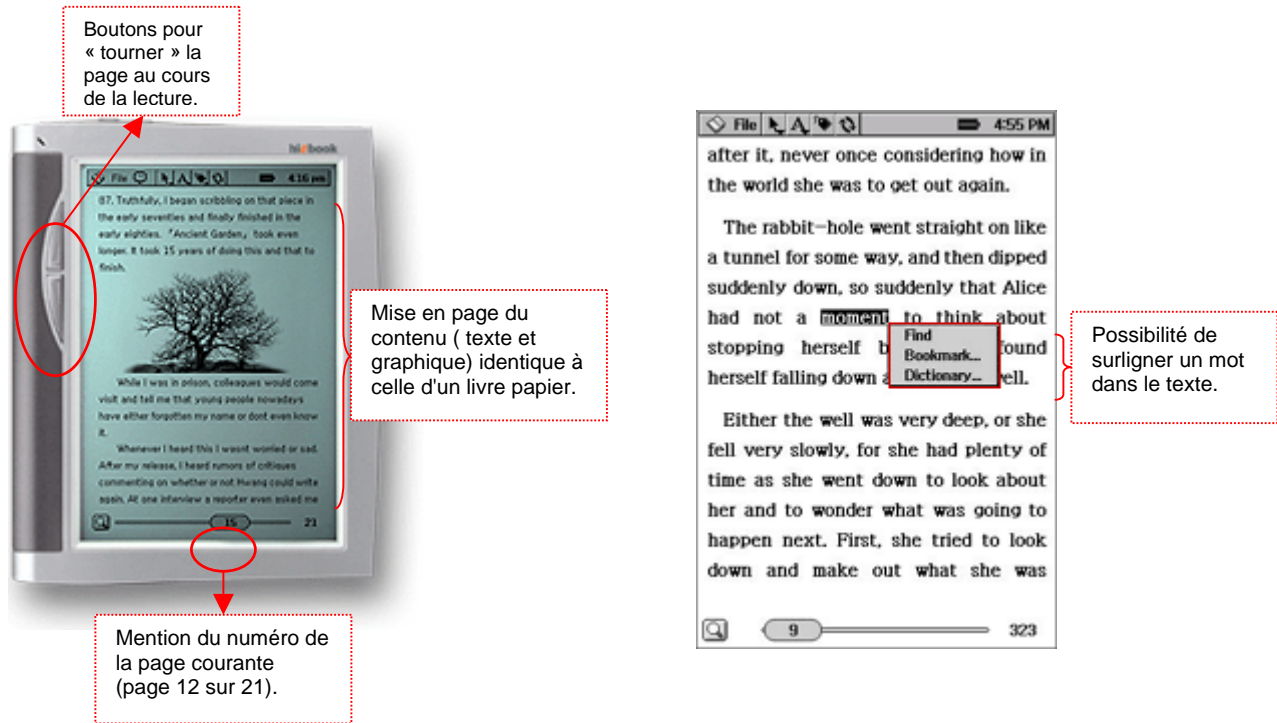 Boutons pour
« tourner » la
page au cours
de la lecture.
hiebook
File 4:16 pm
87. Truthfully, I began scribbling on that piece in
the early seventies and finally finished in the
early eighties. 「Ancient Garden」 took even
longer. It took 15 years of doing this and that to
finish.
While I was in prison, colleagues would come
visit and tell me that young people nowadays
have either forgotten my name or dont even know
it.
Whenever I heard this I wasnt worried or sad.
After my release, I heard rumors of critiques
commenting on whether or not Hwang could write
again. At one interview a reporter even asked me
15 21
Mise en page du
contenu ( texte et
graphique) identique à
celle d'un livre papier.
Mention du numéro de
la page courante
(page 12 sur 21).
File A 4:55 PM
after it, never once considering how in
the world she was to get out again.
The rabbit-hole went straight on like
a tunnel for some way, and then dipped
suddenly down, so suddenly that Alice
had not a moment to think about
stopping herself b found
herself falling down a ell.
Find
Bookmark...
Dictionary...
Either the well was very deep, or she
fell very slowly, for she had plenty of
time as she went down to look about
her and to wonder what was going to
happen next. First, she tried to look
down and make out what she was
9 323
Possibilité de
surligner un mot
dans le texte.